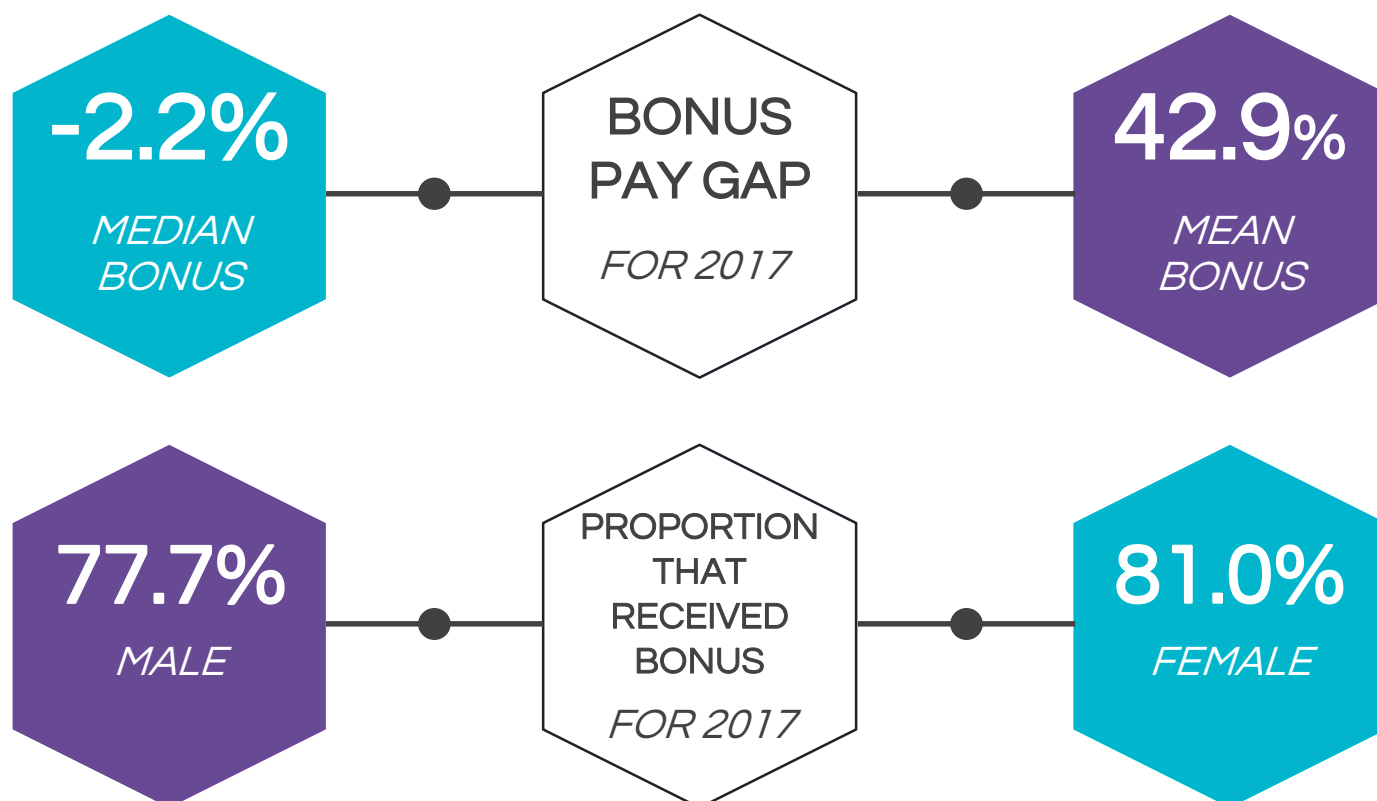 -2.2%
MEDIAN
BONUS
BONUS
PAY GAP
FOR 2017
42.9%
MEAN
BONUS
77.7%
MALE
PROPORTION
THAT
RECEIVED
BONUS
FOR 2017
81.0%
FEMALE